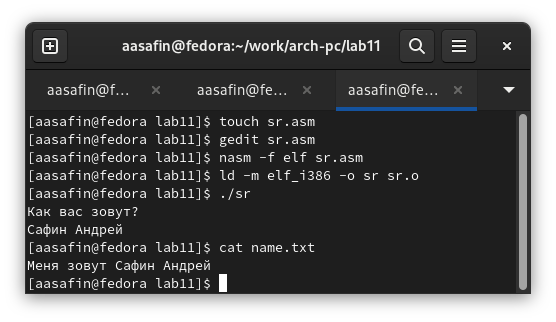 aasafin@fedora:~/work/arch-pc/lab11
aasafin@f... aasafin@fe... aasafin@fe...
[aasafin@fedora lab11]$ touch sr.asm
[aasafin@fedora lab11]$ gedit sr.asm
[aasafin@fedora lab11]$ nasm -f elf sr.asm
[aasafin@fedora lab11]$ ld -m elf_i386 -o sr sr.o
[aasafin@fedora lab11]$ ./sr
Как вас зовут?
Сафин Андрей
[aasafin@fedora lab11]$ cat name.txt
Меня зовут Сафин Андрей
[aasafin@fedora lab11]$